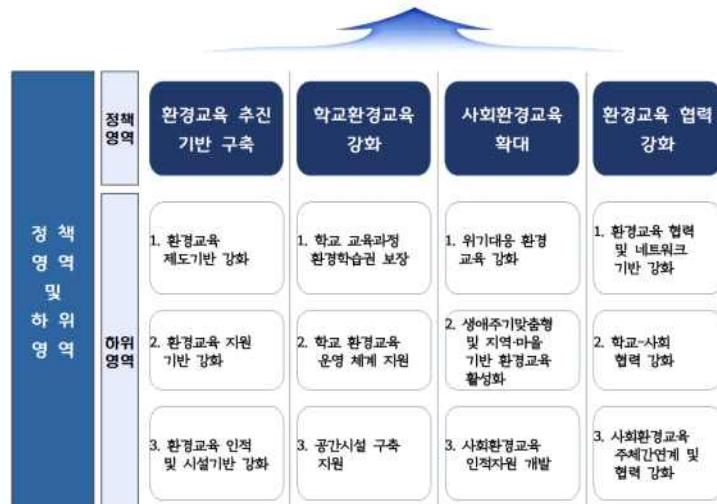 정책
영역
및
하위
영역
정책
영역
환경교육 추진
기반 구축
학교환경교육
강화
사회환경교육
확대
환경교육 협력
강화
하위
영역
1. 환경교육
제도기반 강화
1. 학교 교육과정
환경학습권 보장
1. 위기대응 환경
교육 강화
1. 환경교육 협력
및 네트워크
기반 강화
2. 환경교육 지원
기반 강화
2. 학교 환경교육
운영 체계 지원
2. 생애주기맞춤형
및 지역·마을
기반 환경교육
활성화
2. 학교-사회
협력 강화
3. 환경교육 인적
및 시설기반 강화
3. 공간시설 구축
지원
3. 사회환경교육
인적자원 개발
3. 사회환경교육
주체간연계 및
협력 강화